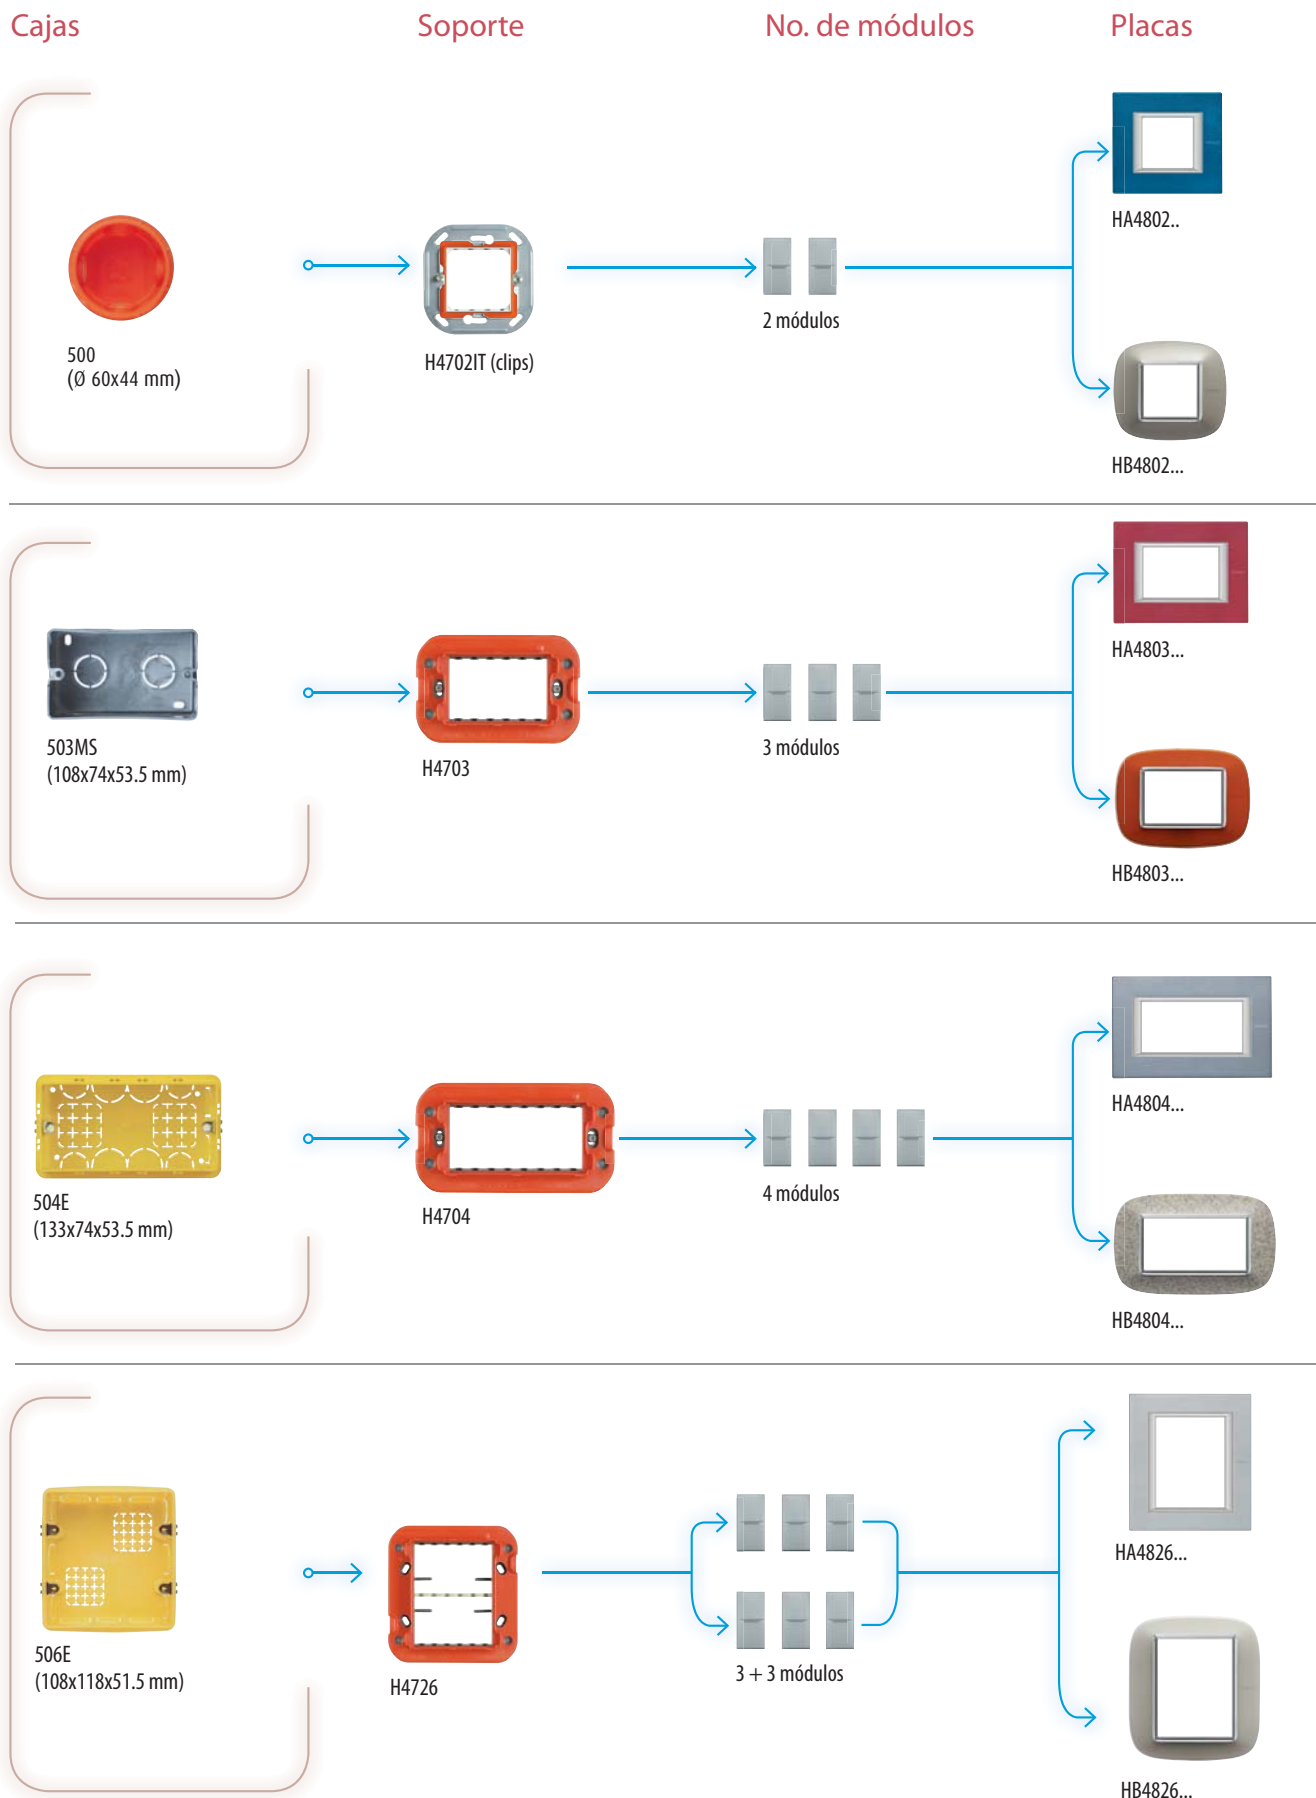 Cajas
Soporte
No. de módulos
Placas
HA4802..
500
(Ø 60x44 mm)
H4702IT (clips)
2 módulos
HB4802...
HA4803...
503MS
(108x74x53.5 mm)
H4703
3 módulos
HB4803...
HA4804...
504E
(133x74x53.5 mm)
H4704
4 módulos
HB4804...
HA4826...
506E
(108x118x51.5 mm)
H4726
3 + 3 módulos
HB4826...